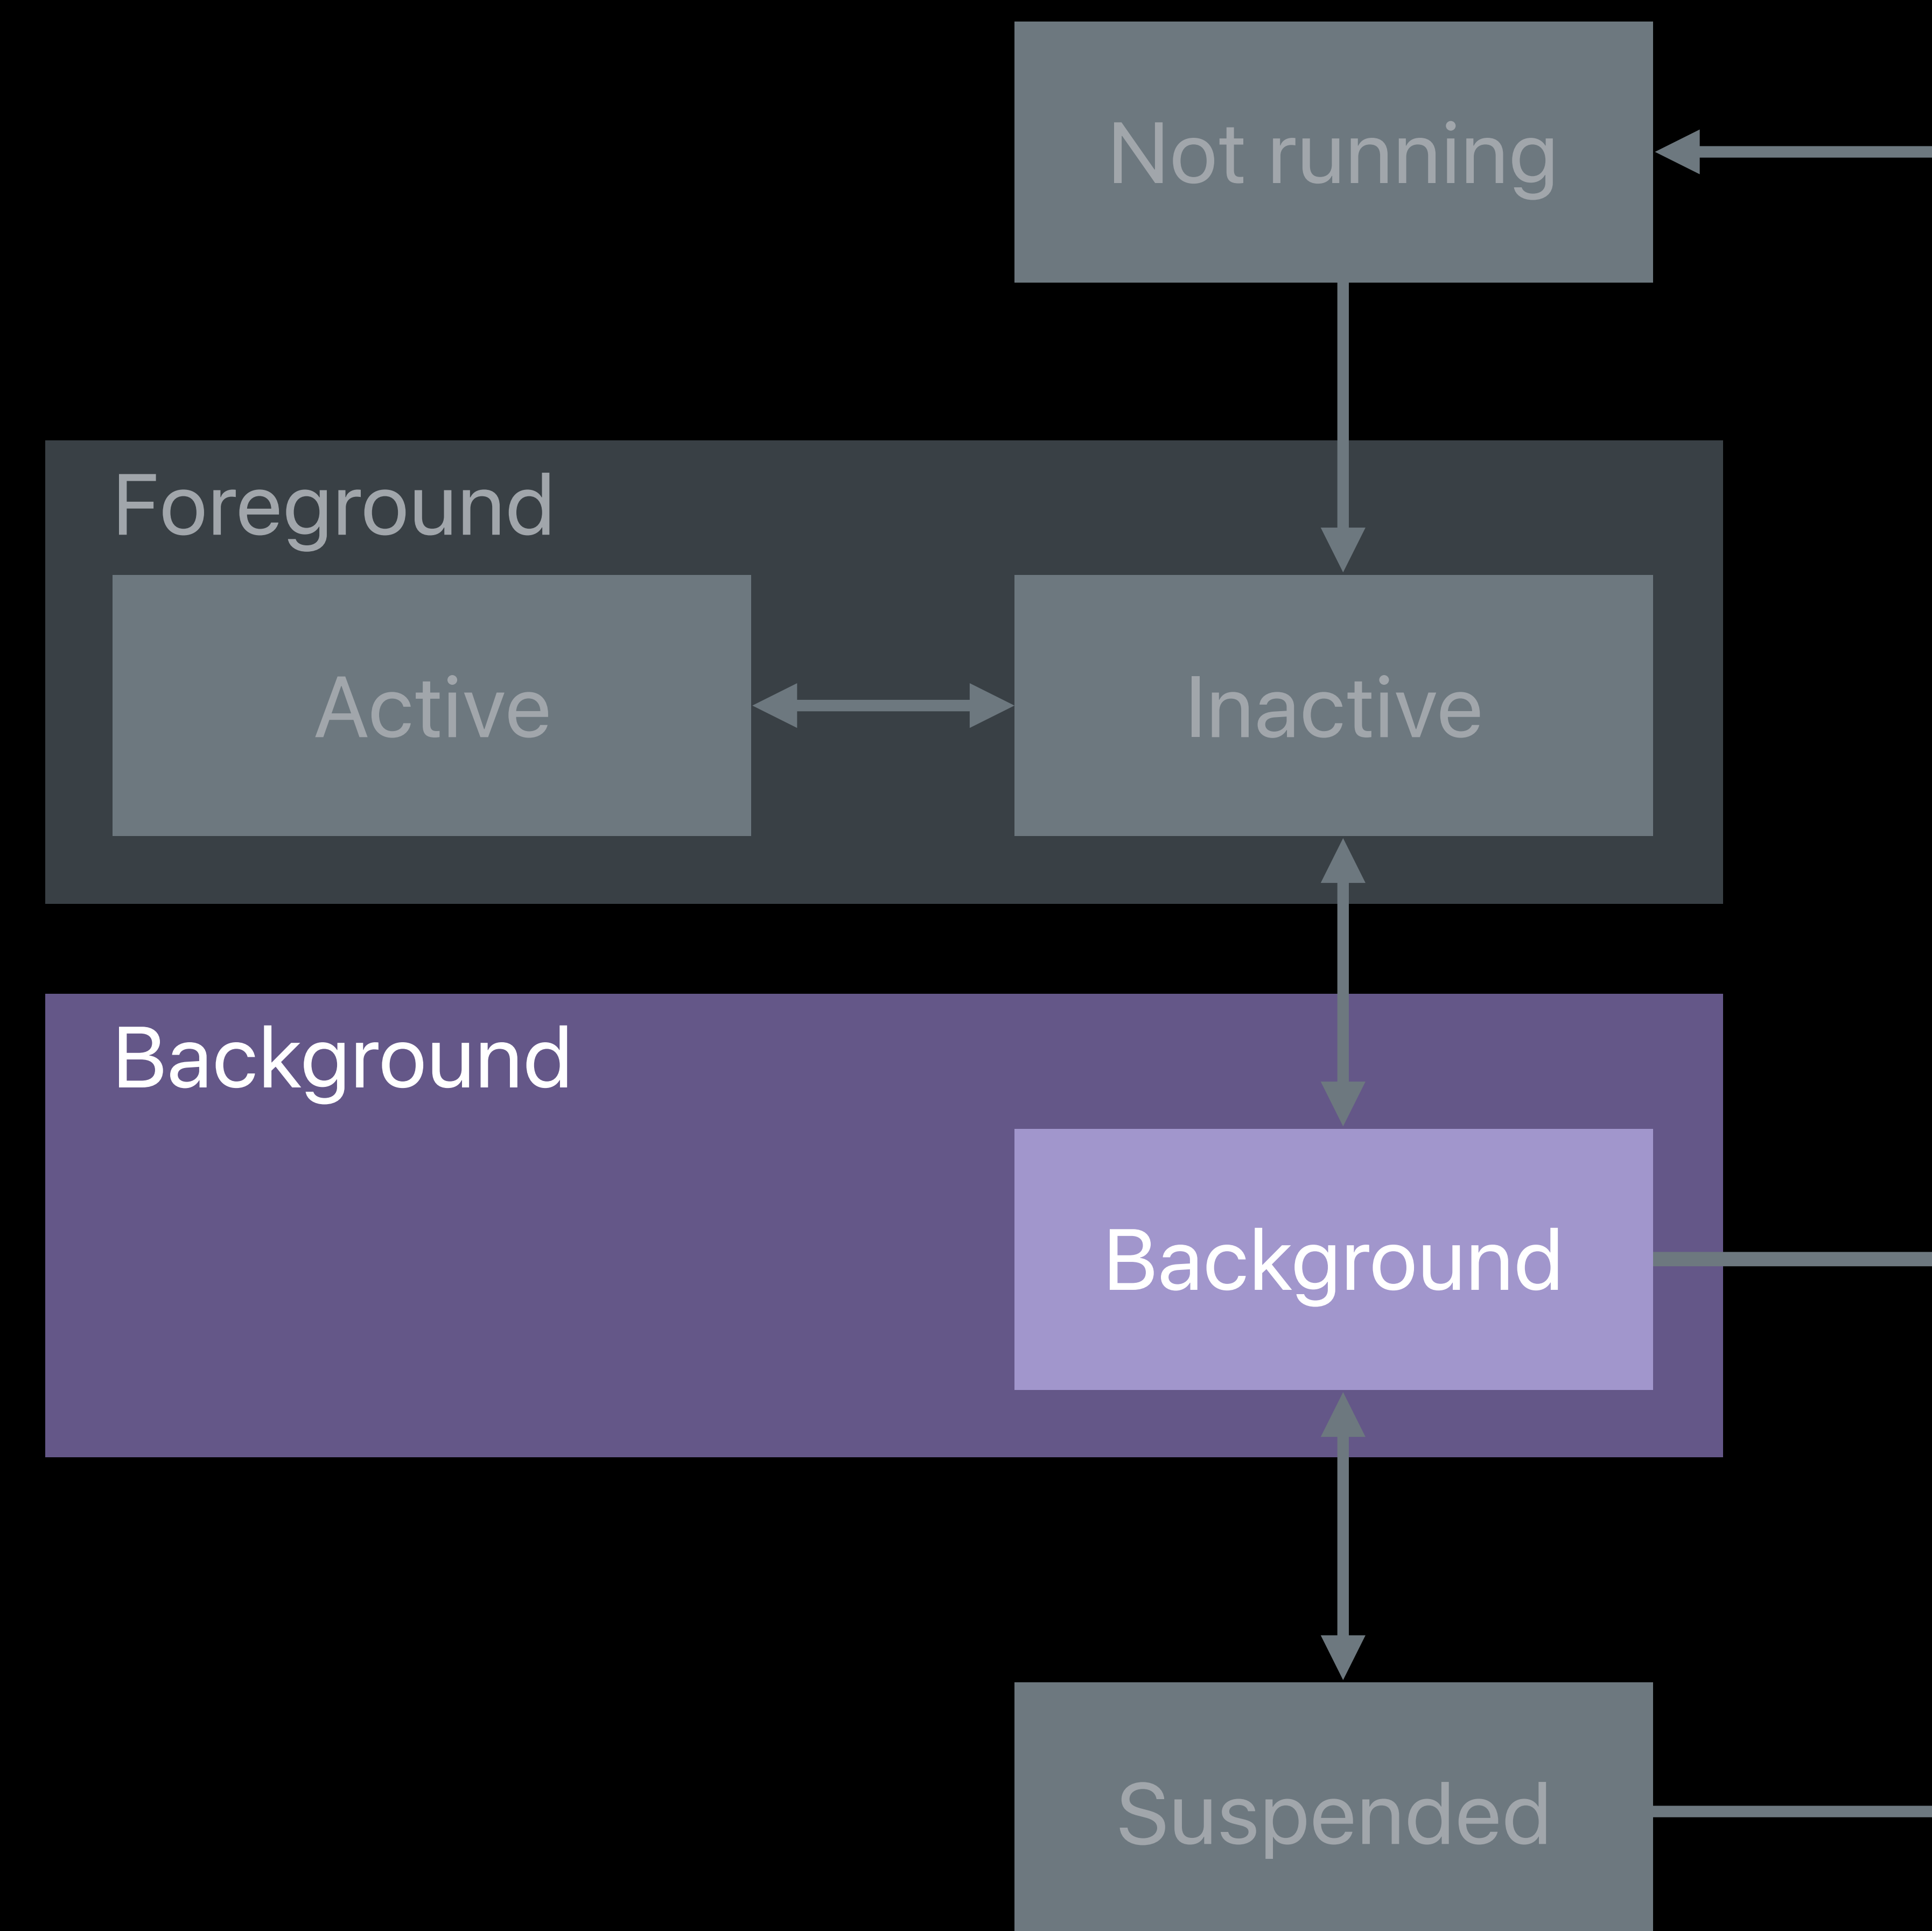 Not running
Foreground
Active
Inactive
Background
Background
Suspended